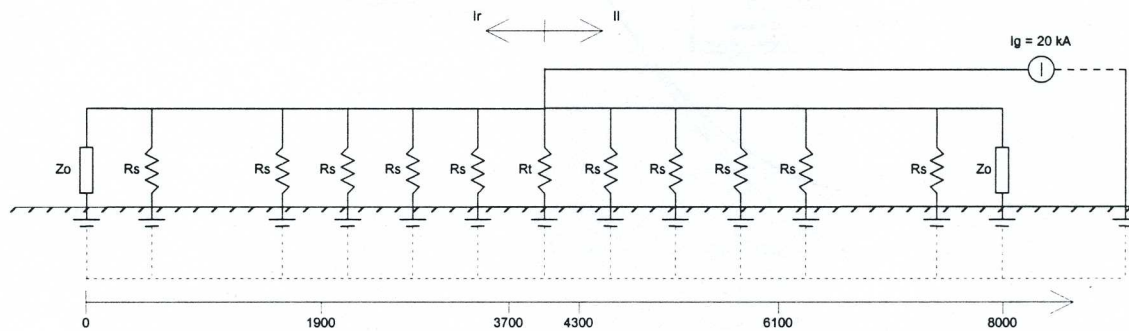 Ir Il
Ig = 20 kA
I
Zo Rs Rs Rs Rs Rs Rt Rs Rs Rs Rs Rs Zo
0 1900 3700 4300 6100 8000